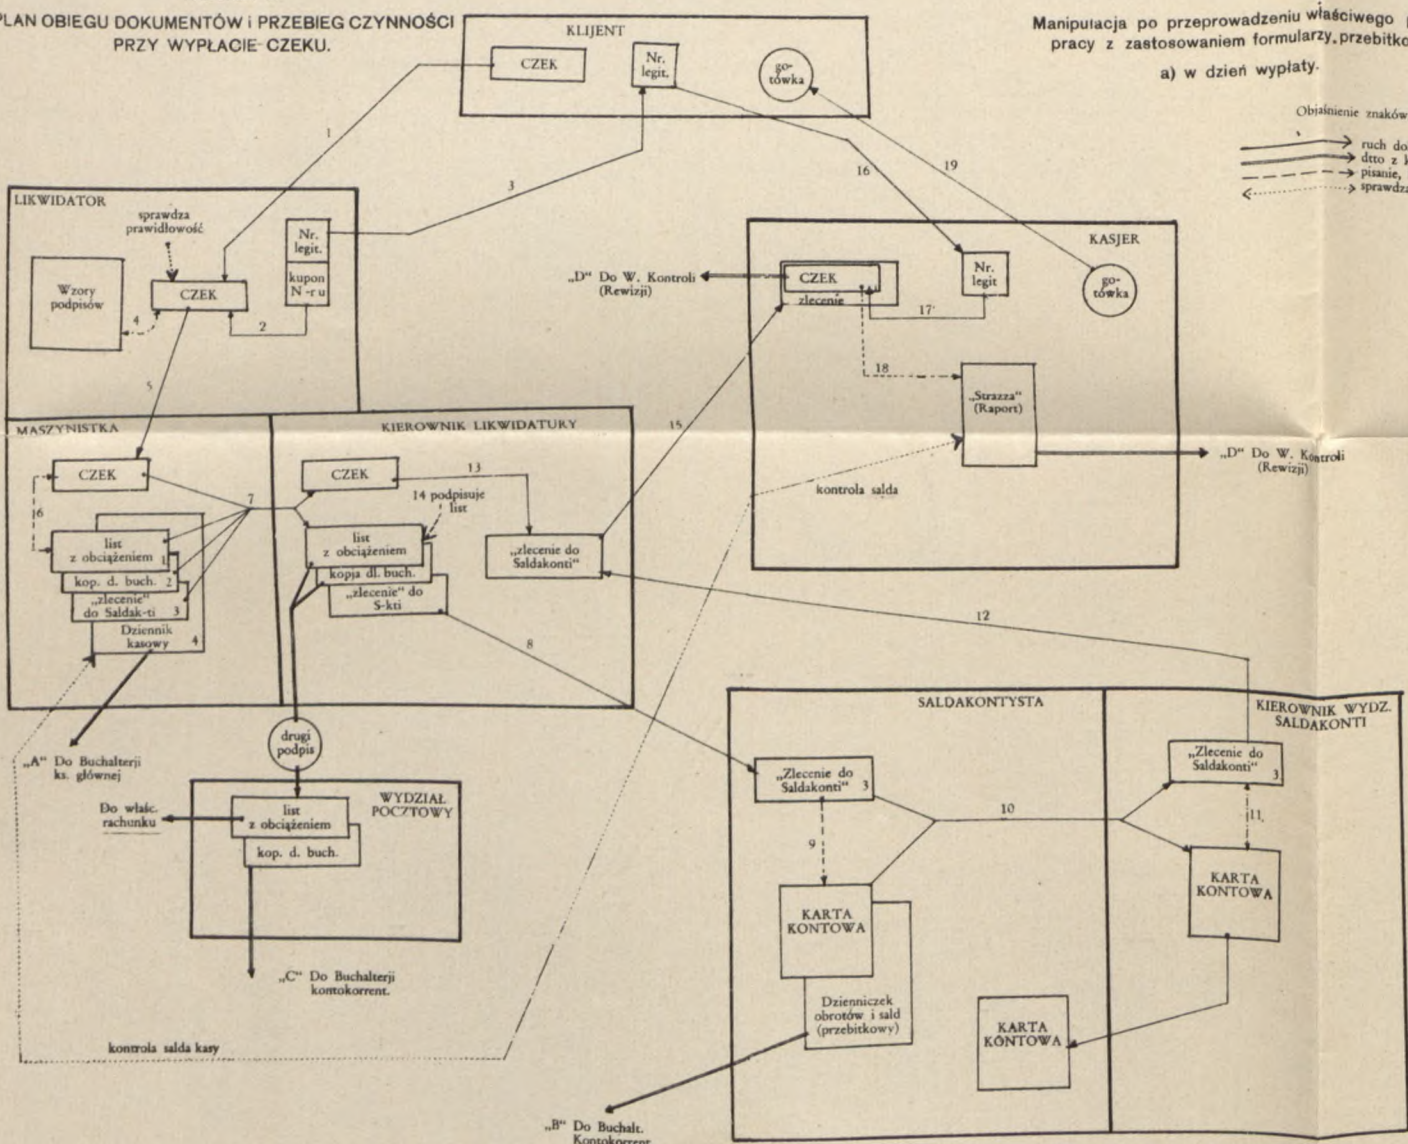 PLAN OBIEGU DOKUMENTÓW i PRZEBIEG CZYNNOŚCI
PRZY WYPŁACIE CZEKU.
Manipulacja po przeprowadzeniu właściwego
pracy z zastosowaniem formularzy przebitko
a) w dzień wypłaty.
Objaśnienie znaków
ruch do
dtto z k
pisanie,
sprawdza
KLIJENT
CZEK
Nr.
legit.
go-
tówka
1
3
16
19
LIKWIDATOR
sprawdza
prawidłowość
Wzory
podpisów
CZEK
Nr.
legit.
kupon
N-ru
4
2
5
KASJER
„D“ Do W. Kontroli
(Rewizji)
CZEK
zlecenie
Nr.
legit
go-
tówka
17
18
„Strazza“
(Raport)
„D“ Do W. Kontroli
(Rewizji)
kontrola salda
15
MASZYNISTKA
CZEK
6
7
list
z obciążeniem 1
kop. d. buch. 2
„zlecenie“
do Saldak-ti 3
Dziennik
kasowy 4
„A“ Do Buchalterji
ks. głównej
KIEROWNIK LIKWIDATURY
CZEK
13
14 podpisuje
list
list
z obciążeniem
kopja dl. buch.
„zlecenie“ do
S-kti
„zlecenie do
Saldakonti“
8
12
drugi
podpis
WYDZIAŁ
POCZTOWY
Do właśc.
rachunku
list
z obciążeniem
kop. d. buch.
„C“ Do Buchalterji
kontokorrent.
kontrola salda kasy
SALDAKONTYSTA
„Zlecenie do
Saldakonti“ 3
9
10
KARTA
KONTOWA
Dzienniczek
obrotów i sald
(przebitkowy)
KARTA
KONTOWA
„B“ Do Buchalt.
Kontokorrent
KIEROWNIK WYDZ.
SALDAKONTI
„Zlecenie do
Saldakonti“ 3
11
KARTA
KONTOWA